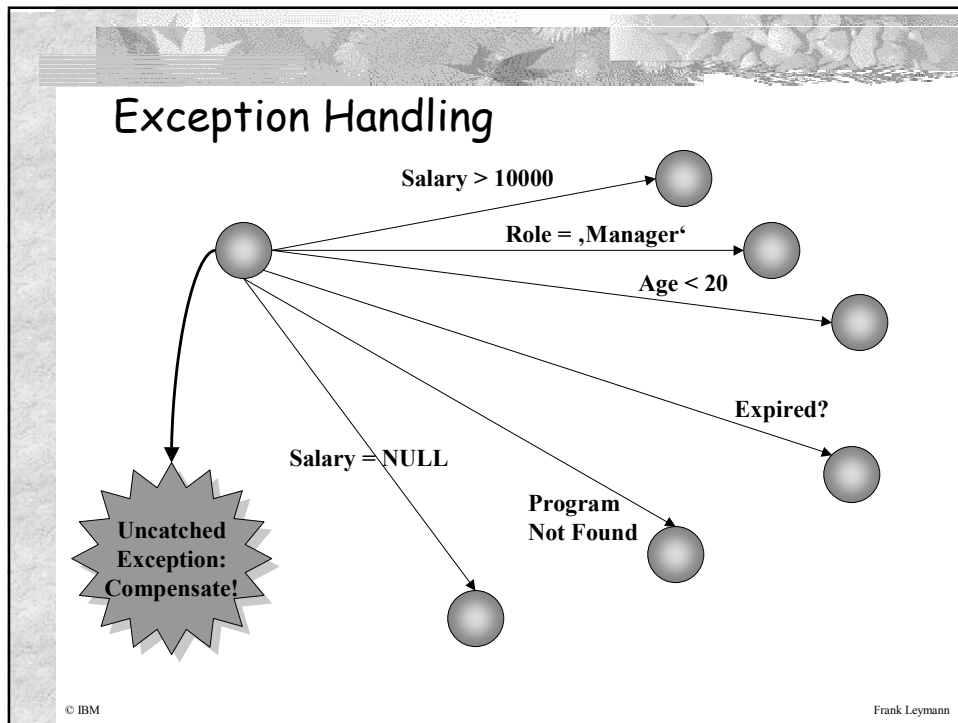 Exception Handling
Salary > 10000
Role = ‚Manager‘
Age < 20
Expired?
Salary = NULL
Program
Not Found
Uncatched
Exception:
Compensate!
© IBM
Frank Leymann